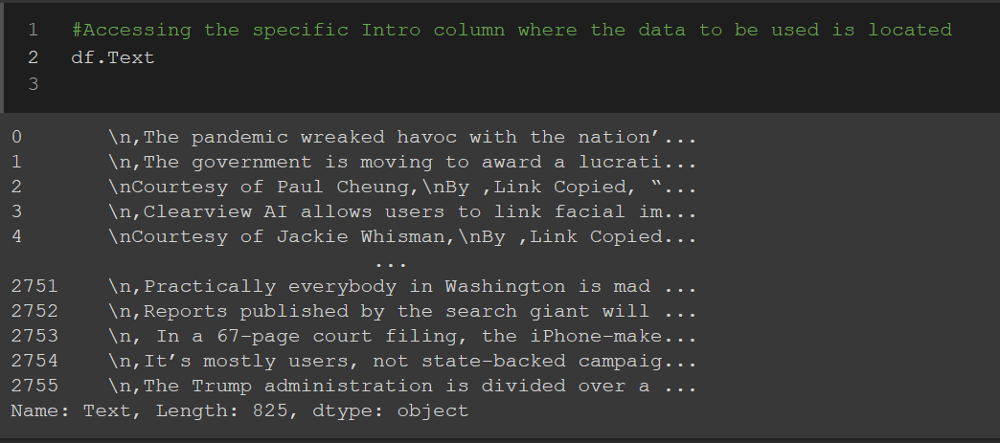 1 #Accessing the specific Intro column where the data to be used is located
2 df.Text
3
0 \n,The pandemic wreaked havoc with the nation’...
1 \n,The government is moving to award a lucrati...
2 \nCourtesy of Paul Cheung,\nBy ,Link Copied, “...
3 \n,Clearview AI allows users to link facial im...
4 \nCourtesy of Jackie Whisman,\nBy ,Link Copied...
...
2751 \n,Practically everybody in Washington is mad ...
2752 \n,Reports published by the search giant will ...
2753 \n, In a 67-page court filing, the iPhone-make...
2754 \n,It’s mostly users, not state-backed campaig...
2755 \n,The Trump administration is divided over a ...
Name: Text, Length: 825, dtype: object